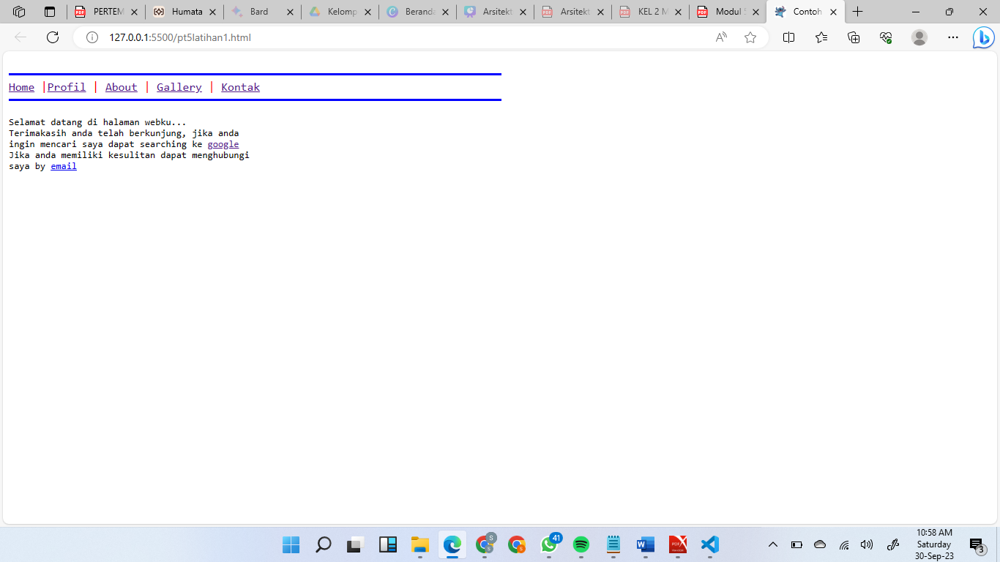 PERTEM
Humata
Bard
Kelomp
Beranda
Arsitekt
Arsitekt
KEL 2 M
Modul 5
Contoh
127.0.0.1:5500/pt5latihan1.html
Home |Profil | About | Gallery | Kontak
Selamat datang di halaman webku...
Terimakasih anda telah berkunjung, jika anda
ingin mencari saya dapat searching ke google
Jika anda memiliki kesulitan dapat menghubungi
saya by email
10:58 AM
Saturday
30-Sep-23
41
3